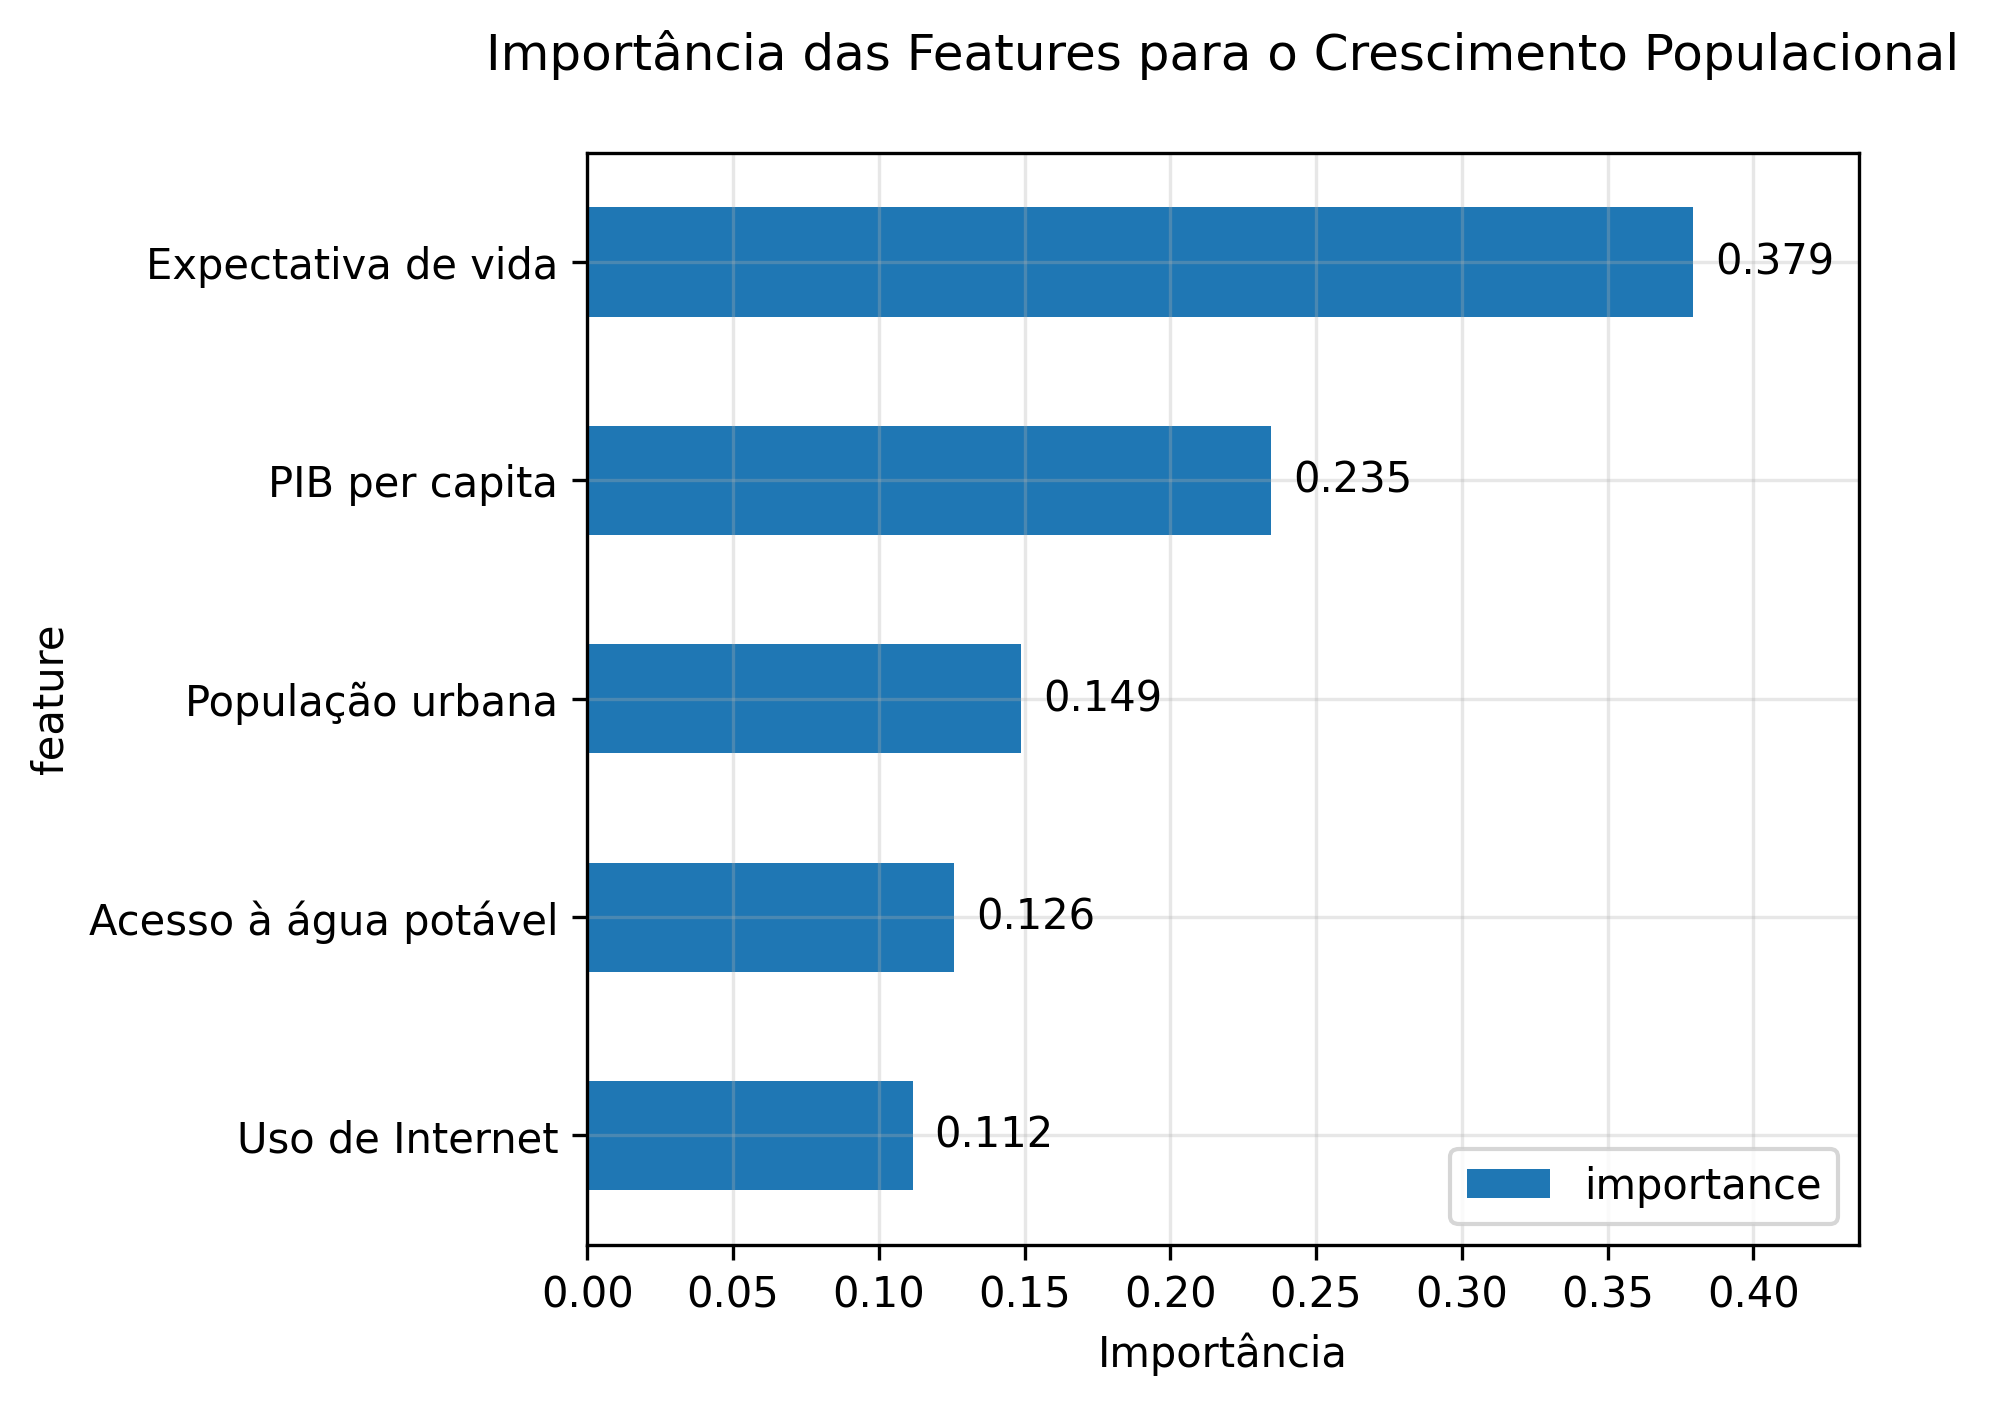 Importância das Features para o Crescimento Populacional
feature
Expectativa de vida
0.379
PIB per capita
0.235
População urbana
0.149
Acesso à água potável
0.126
Uso de Internet
0.112
importance
0.00 0.05 0.10 0.15 0.20 0.25 0.30 0.35 0.40
Importância